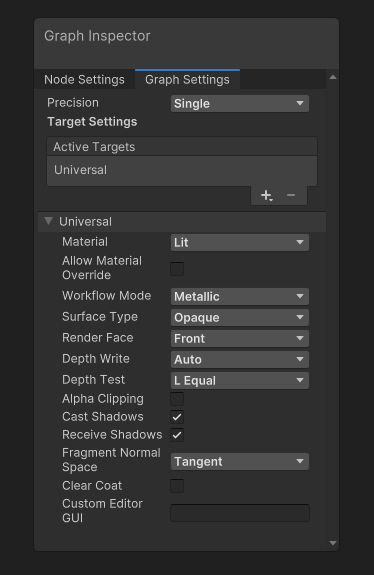 Graph Inspector
Node Settings Graph Settings
Precision Single
Target Settings
Active Targets
Universal
Universal
Material Lit
Allow Material
Override
Workflow Mode Metallic
Surface Type Opaque
Render Face Front
Depth Write Auto
Depth Test L Equal
Alpha Clipping
Cast Shadows
Receive Shadows
Fragment Normal
Space Tangent
Clear Coat
Custom Editor
GUI